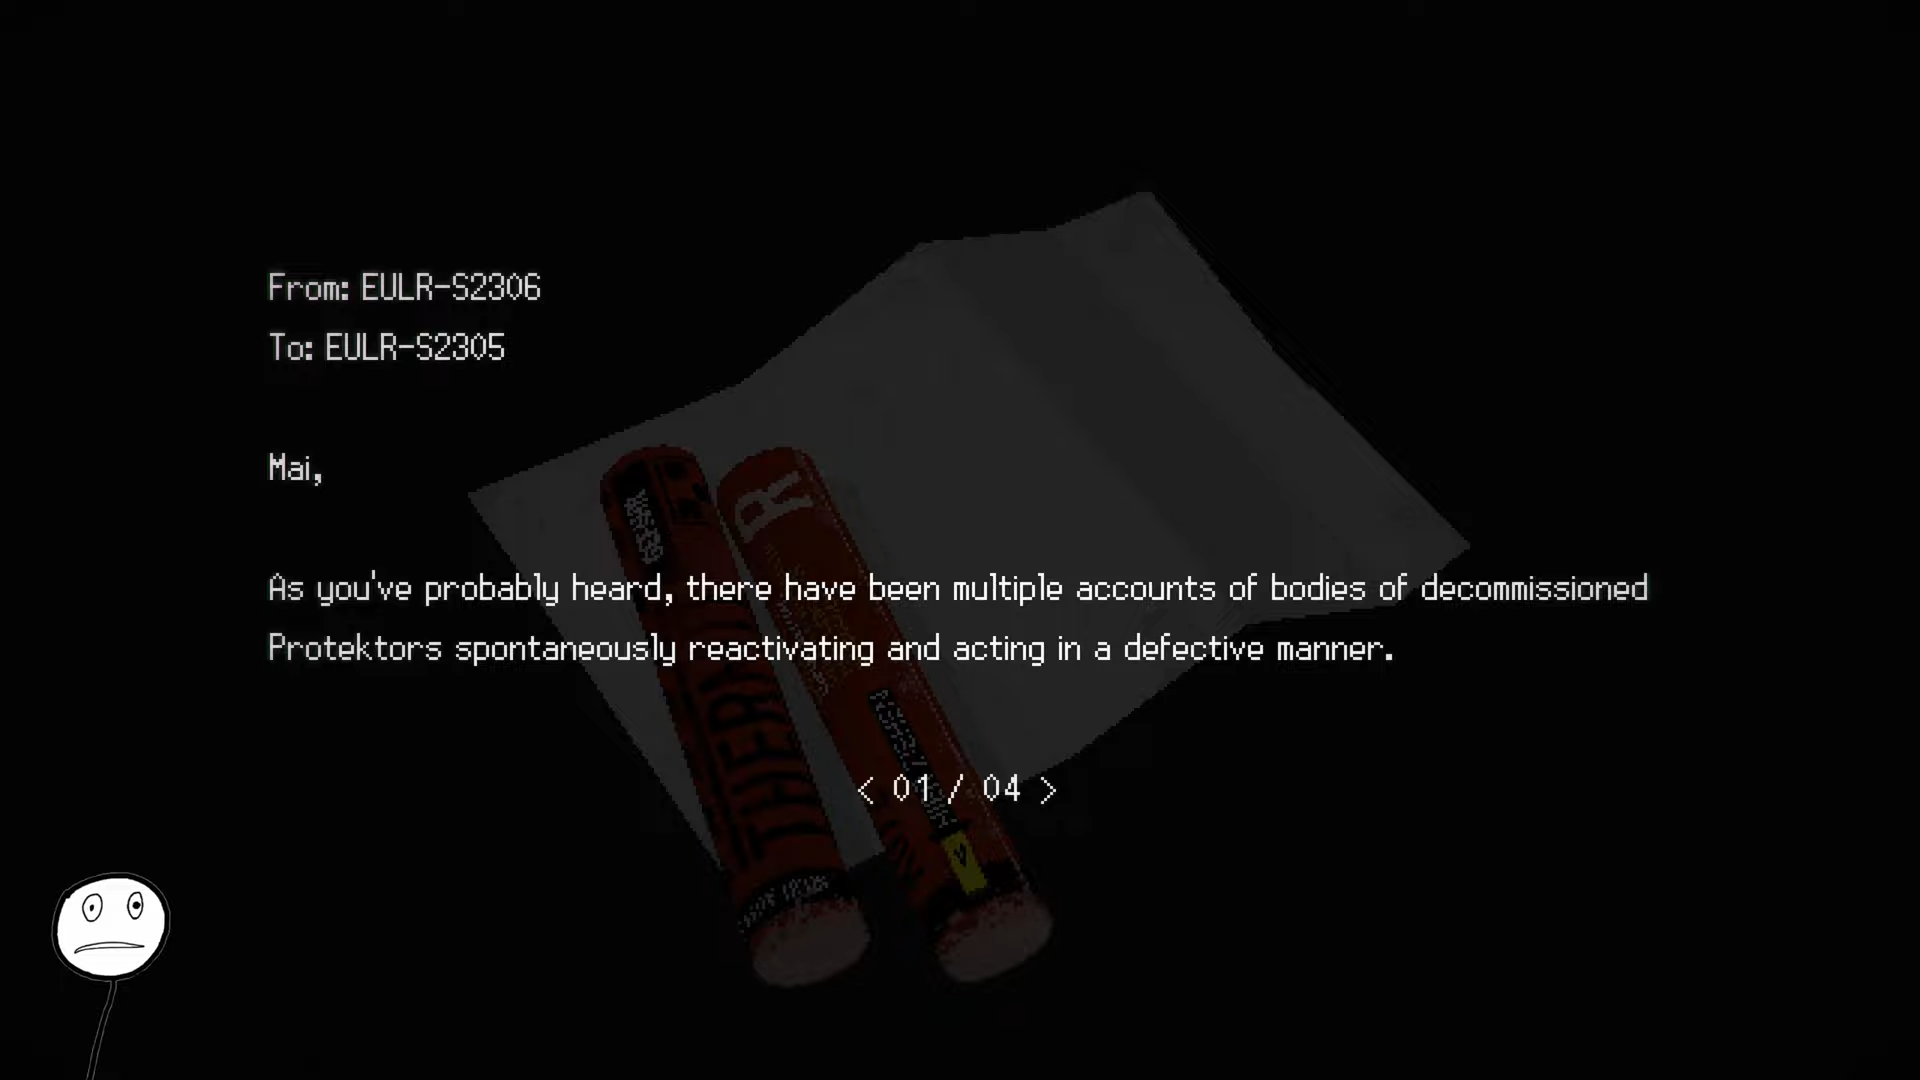 From: EULR-S2306
To: EULR-S2305
Mai,
As you've probably heard, there have been multiple accounts of bodies of decommissioned
Protektors spontaneously reactivating and acting in a defective manner.
< 01 / 04 >
R